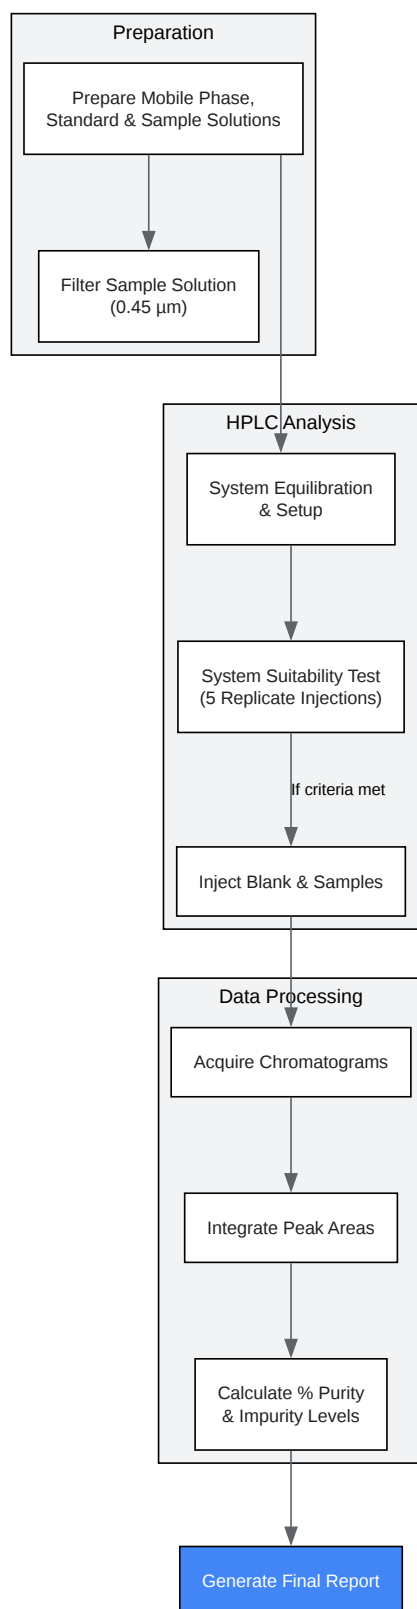 Preparation
Prepare Mobile Phase,
Standard & Sample Solutions
Filter Sample Solution
(0.45 µm)
HPLC Analysis
System Equilibration
& Setup
System Suitability Test
(5 Replicate Injections)
If criteria met
Inject Blank & Samples
Data Processing
Acquire Chromatograms
Integrate Peak Areas
Calculate % Purity
& Impurity Levels
Generate Final Report